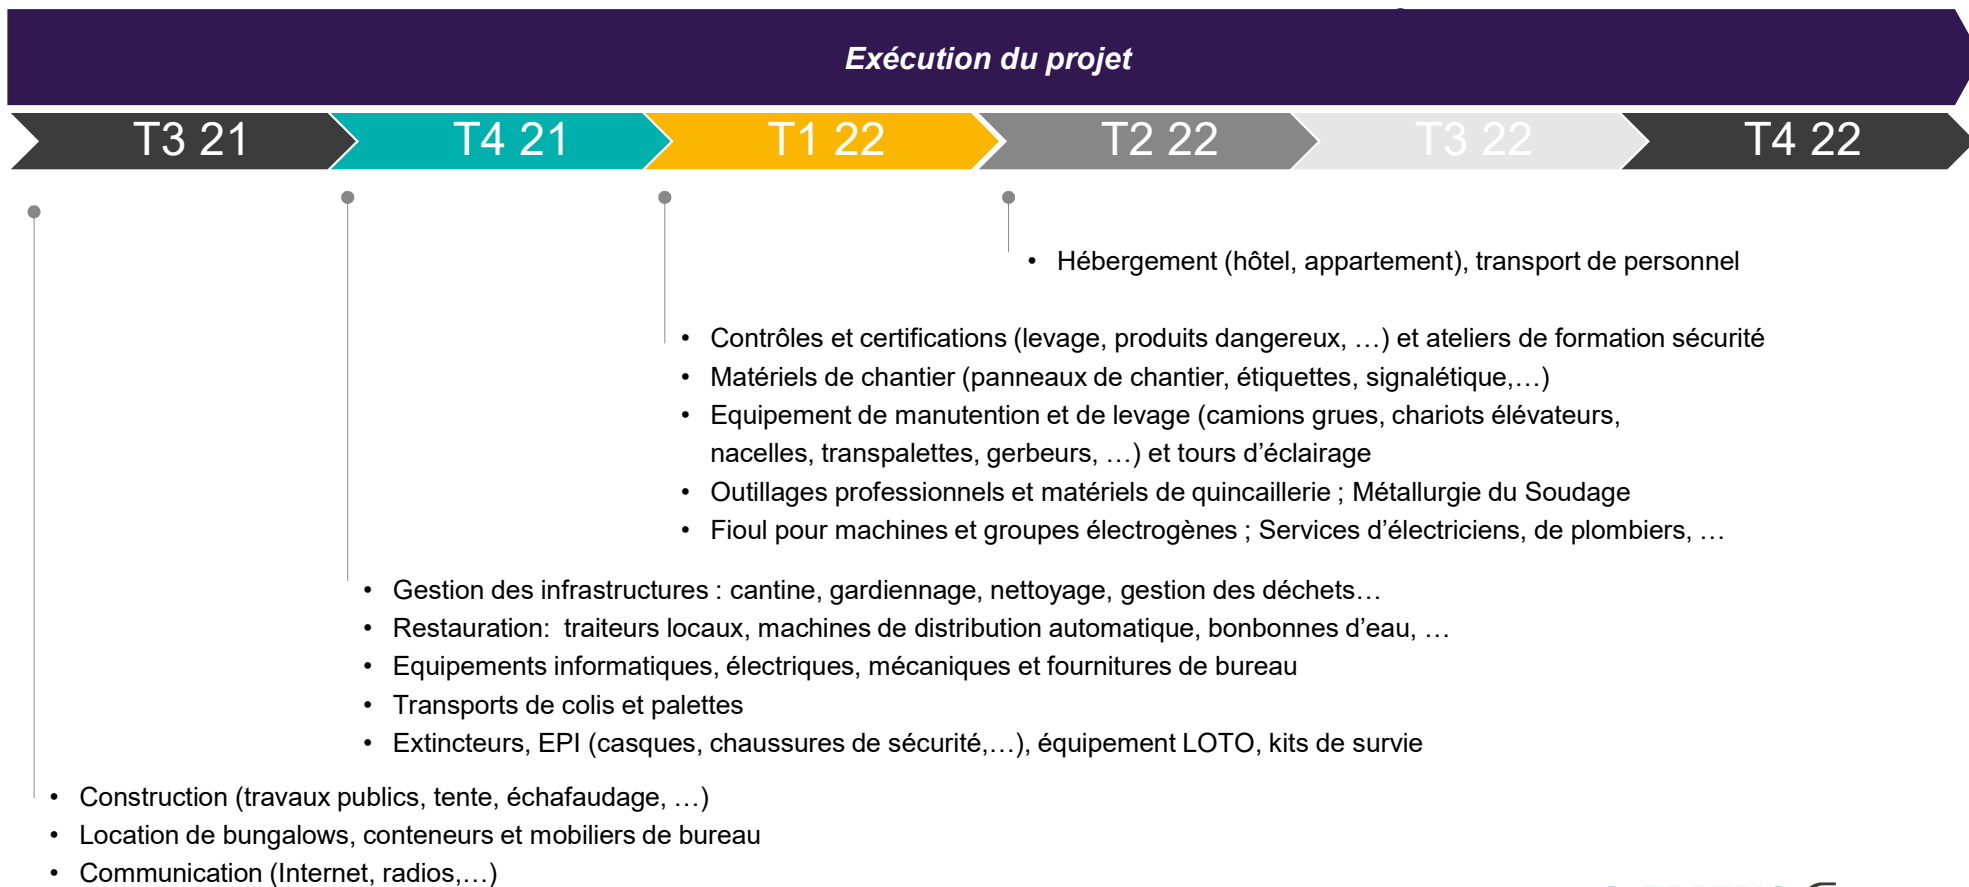 Exécution du projet
T3 21
T4 21
T1 22
T2 22
T3 22
T4 22
• Hébergement (hôtel, appartement), transport de personnel
• Contrôles et certifications (levage, produits dangereux, …) et ateliers de formation sécurité
• Matériels de chantier (panneaux de chantier, étiquettes, signalétique,…)
• Equipement de manutention et de levage (camions grues, chariots élévateurs,
nacelles, transpalettes, gerbeurs, …) et tours d’éclairage
• Outillages professionnels et matériels de quincaillerie ; Métallurgie du Soudage
• Fioul pour machines et groupes électrogènes ; Services d’électriciens, de plombiers, …
• Gestion des infrastructures : cantine, gardiennage, nettoyage, gestion des déchets…
• Restauration: traiteurs locaux, machines de distribution automatique, bonbonnes d’eau, …
• Equipements informatiques, électriques, mécaniques et fournitures de bureau
• Transports de colis et palettes
• Extincteurs, EPI (casques, chaussures de sécurité,…), équipement LOTO, kits de survie
• Construction (travaux publics, tente, échafaudage, …)
• Location de bungalows, conteneurs et mobiliers de bureau
• Communication (Internet, radios,…)